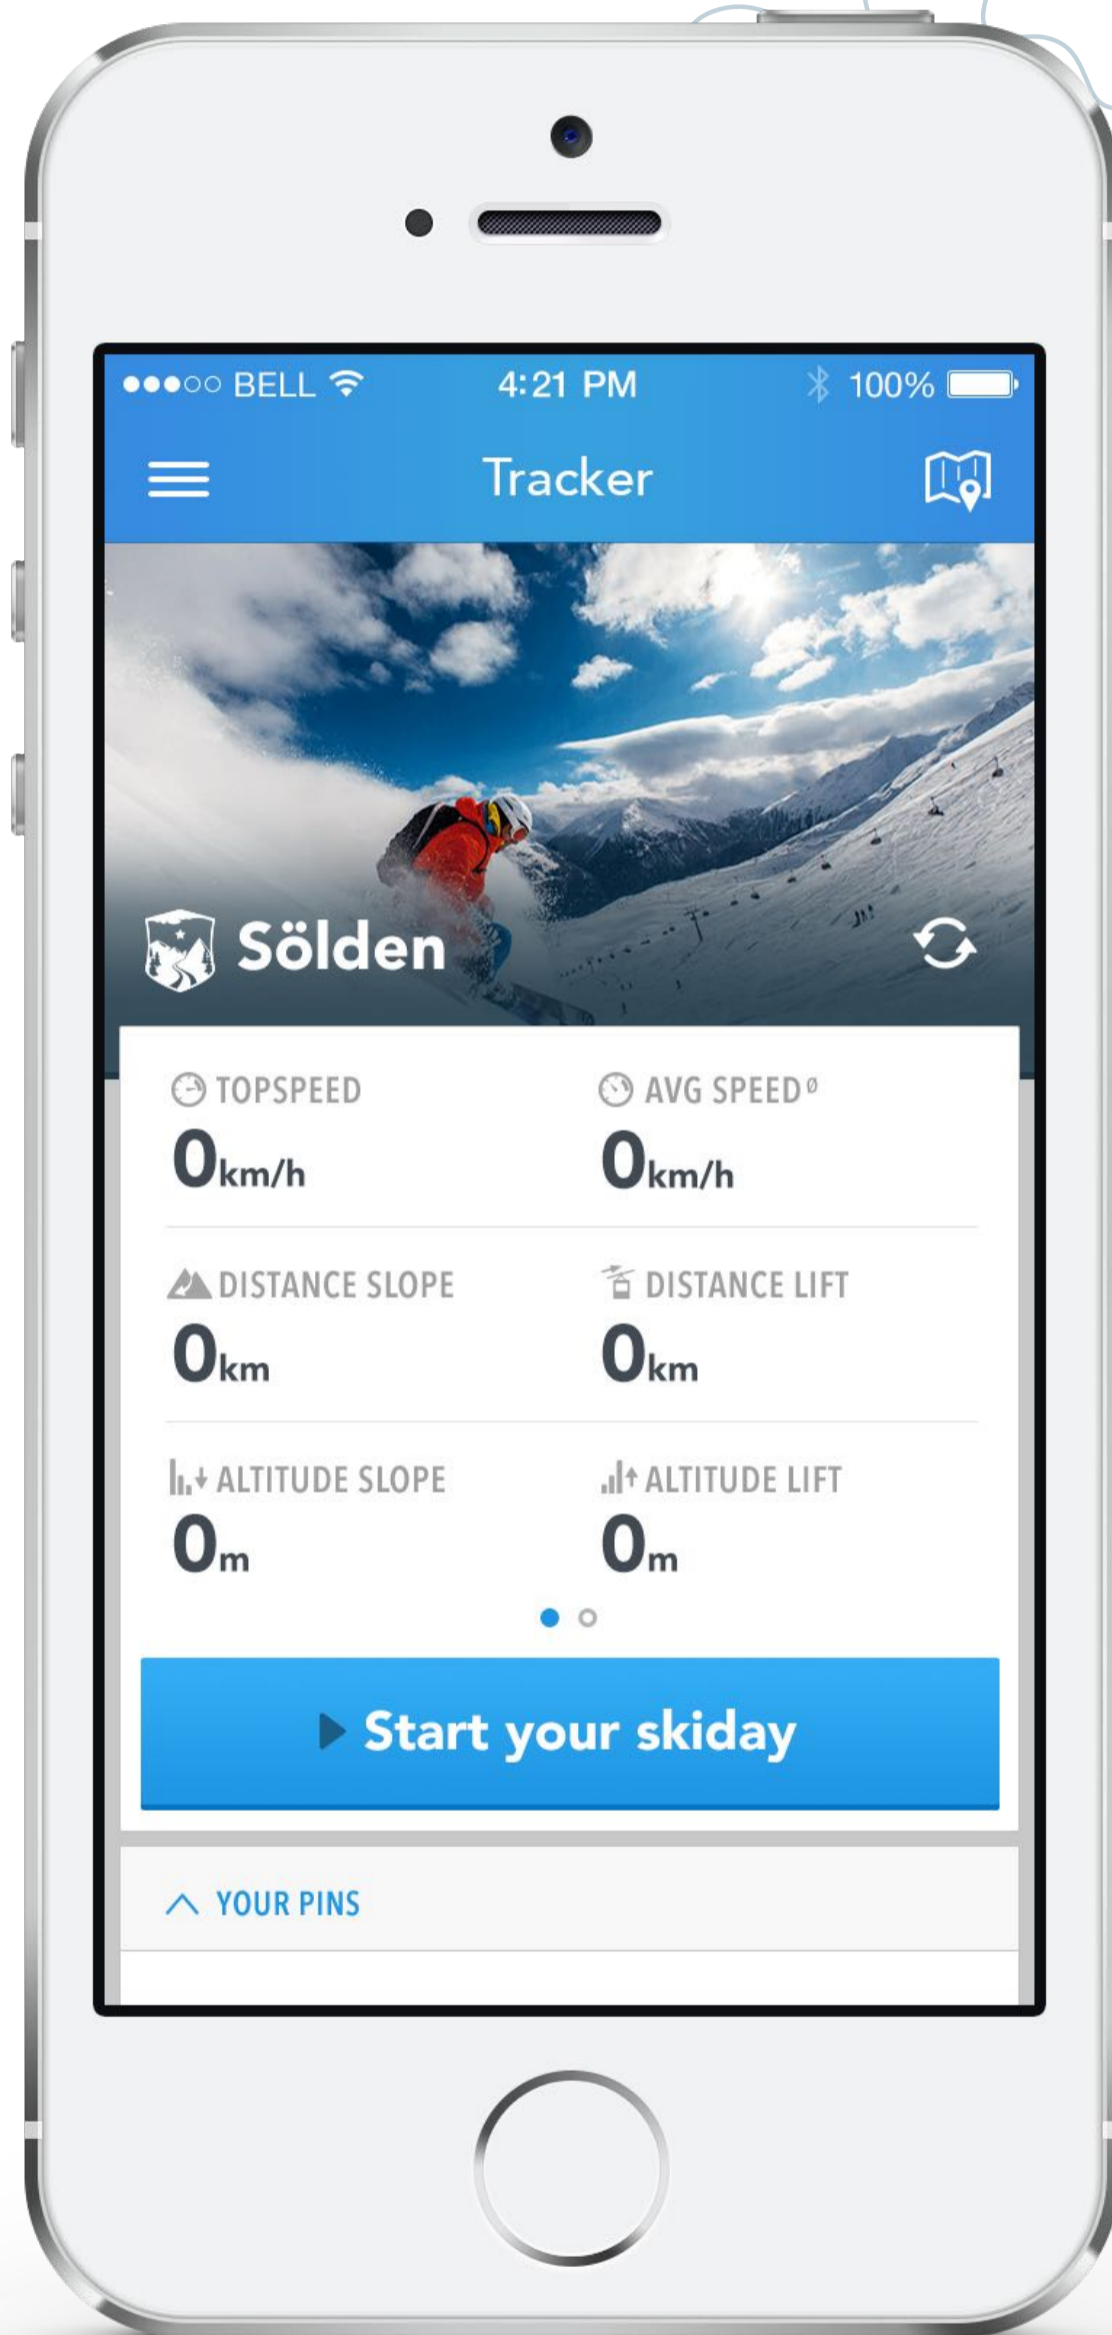 BELL 4:21 PM 100%
Tracker
Sölden
TOPSPEED AVG SPEED Ø
0km/h 0km/h
DISTANCE SLOPE DISTANCE LIFT
0km 0km
ALTITUDE SLOPE ALTITUDE LIFT
0m 0m
Start your skiday
YOUR PINS